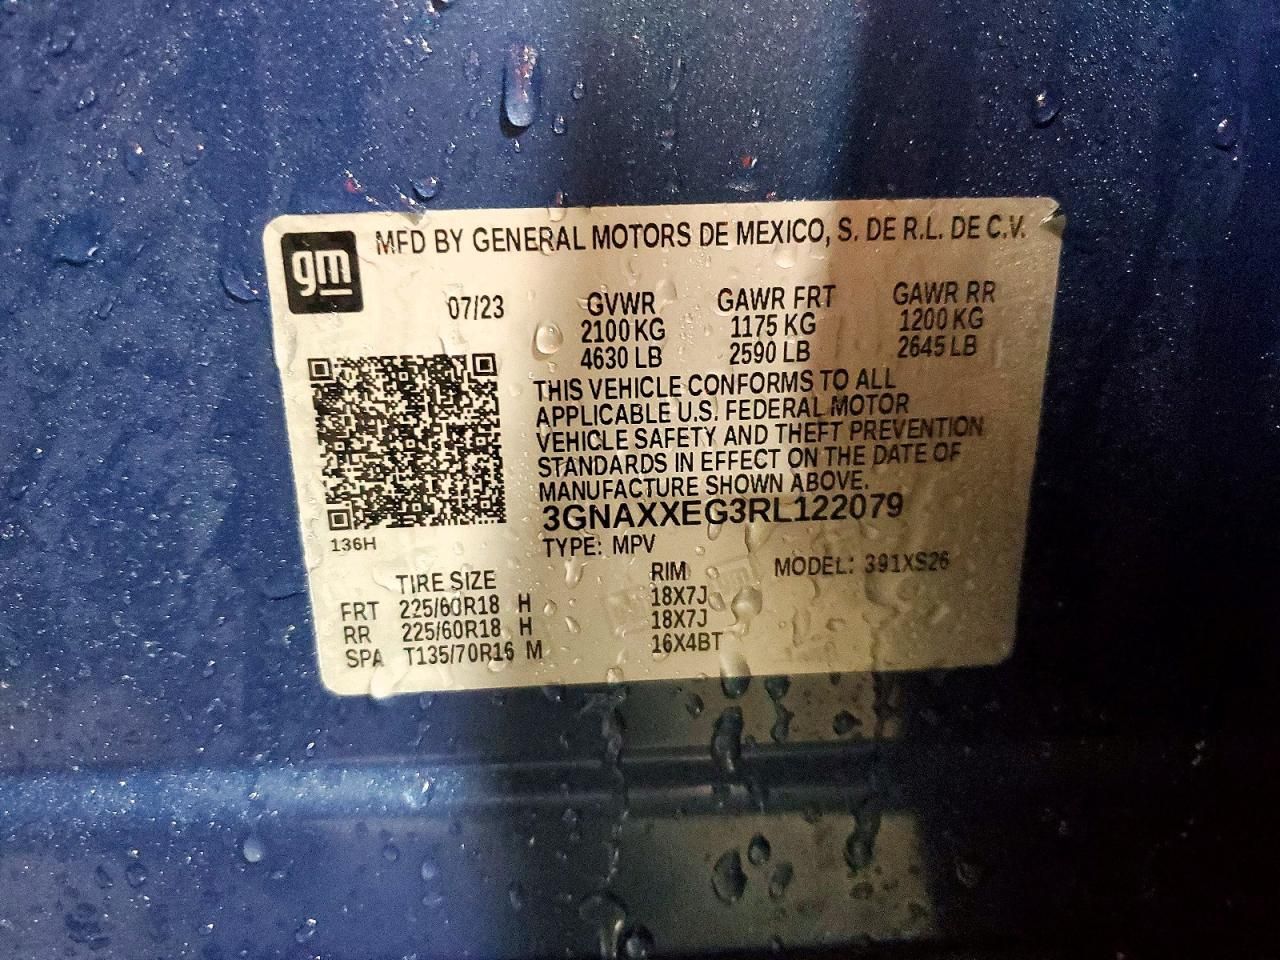 gm
MFD BY GENERAL MOTORS DE MEXICO, S. DE R.L. DE C.V.
07/23 GVWR GAWR FRT GAWR RR
2100 KG 1175 KG 1200 KG
4630 LB 2590 LB 2645 LB
THIS VEHICLE CONFORMS TO ALL
APPLICABLE U.S. FEDERAL MOTOR
VEHICLE SAFETY AND THEFT PREVENTION
STANDARDS IN EFFECT ON THE DATE OF
MANUFACTURE SHOWN ABOVE.
3GNAXXEG3RL122079
136H
TYPE: MPV MODEL: 391XS26
TIRE SIZE RIM
FRT 225/60R18 H 18X7J
RR 225/60R18 H 18X7J
SPA T135/70R16 M 16X4BT